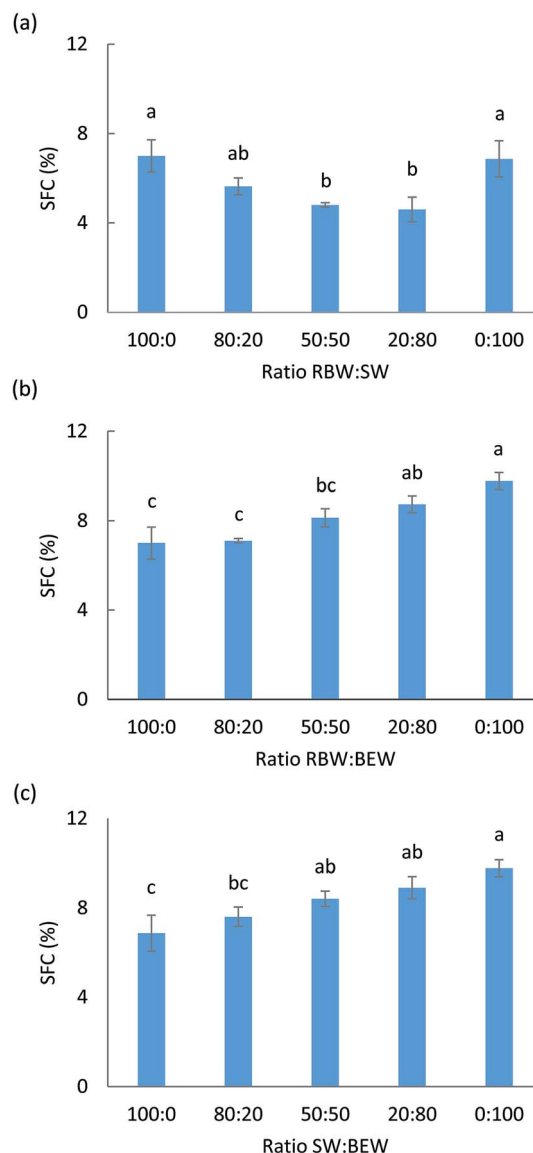 (a)
12
8
4
0
SFC (%)
a
ab
b
b
a
100:0 80:20 50:50 20:80 0:100
Ratio RBW:SW
(b)
12
8
4
0
SFC (%)
c
c
bc
ab
a
100:0 80:20 50:50 20:80 0:100
Ratio RBW:BEW
(c)
12
8
4
0
SFC (%)
c
bc
ab
ab
a
100:0 80:20 50:50 20:80 0:100
Ratio SW:BEW